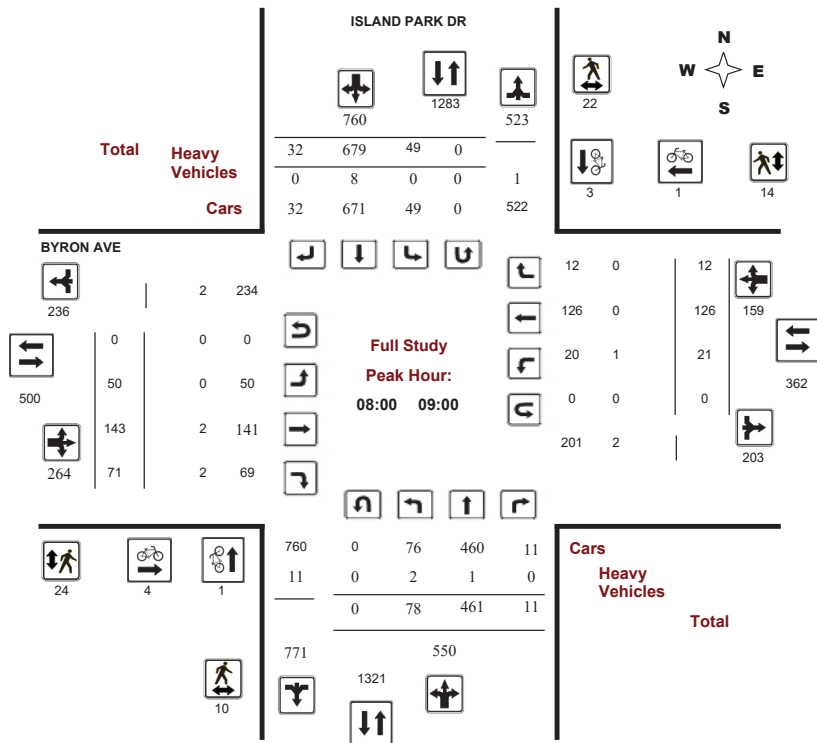 ISLAND PARK DR
N
W E
S
1283
22
760 523
Total Heavy Vehicles 32 679 49 0
0 8 0 0 1
Cars 32 671 49 0 522
3 1 14
BYRON AVE
236 2 234
12 0 12
159
126 0 126
0 0 0
500
Full Study
Peak Hour:
08:00 09:00
20 1 21
362
50 0 50
0 0 0
143 2 141
201 2
203
264 71 2 69
760 0 76 460 11 Cars
11 0 2 1 0 Heavy Vehicles
24 4 1
0 78 461 11 Total
771 550
1321
10